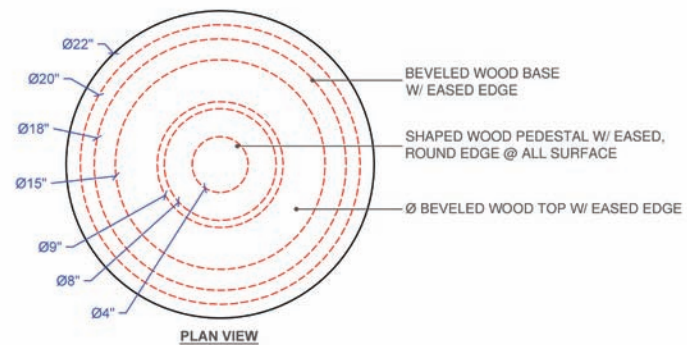 Ø22"
Ø20"
Ø18"
Ø15"
Ø9"
Ø8"
Ø4"
BEVELED WOOD BASE
W/ EASED EDGE
SHAPED WOOD PEDESTAL W/ EASED,
ROUND EDGE @ ALL SURFACE
Ø BEVELED WOOD TOP W/ EASED EDGE
PLAN VIEW